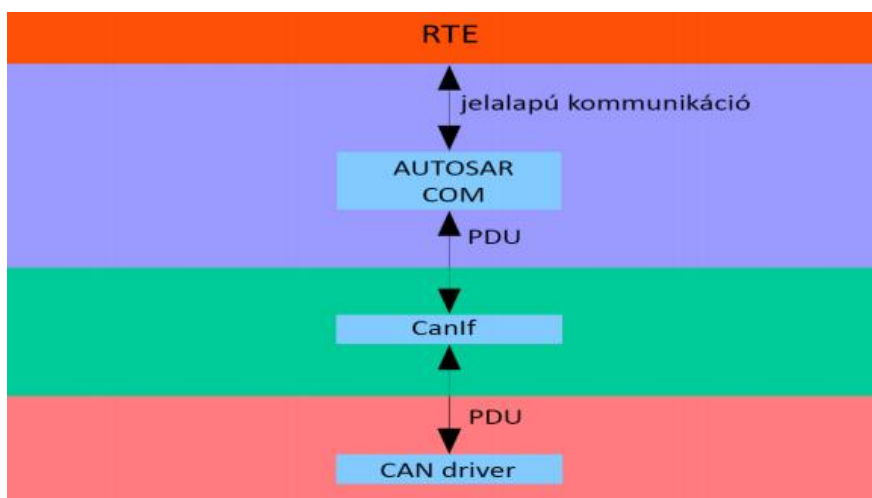 RTE
jelalapú kommunikáció
AUTOSAR
COM
PDU
CanIf
PDU
CAN driver